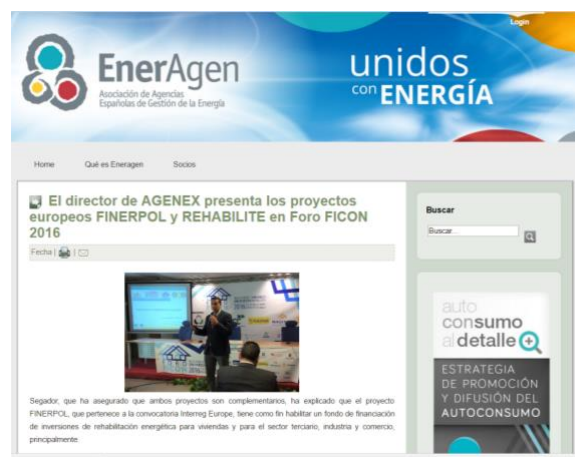 Login
EnerAgen
Asociación de Agencias
Españolas de Gestión de la Energía
unidos
con ENERGÍA
Home Qué es Eneragen Socios
El director de AGENEX presenta los proyectos
europeos FINERPOL y REHABILITE en Foro FICON
2016
Fecha | |
Segador, que ha asegurado que ambos proyectos son complementarios, ha explicado que el proyecto
FINERPOL, que pertenece a la convocatoria Interreg Europe, tiene como fin habilitar un fondo de financiación
de inversiones de rehabilitación energética para viviendas y para el sector terciario, industria y comercio,
principalmente.
Buscar
Buscar...
auto
consumo
al detalle
ESTRATEGIA
DE PROMOCIÓN
Y DIFUSIÓN DEL
AUTOCONSUMO